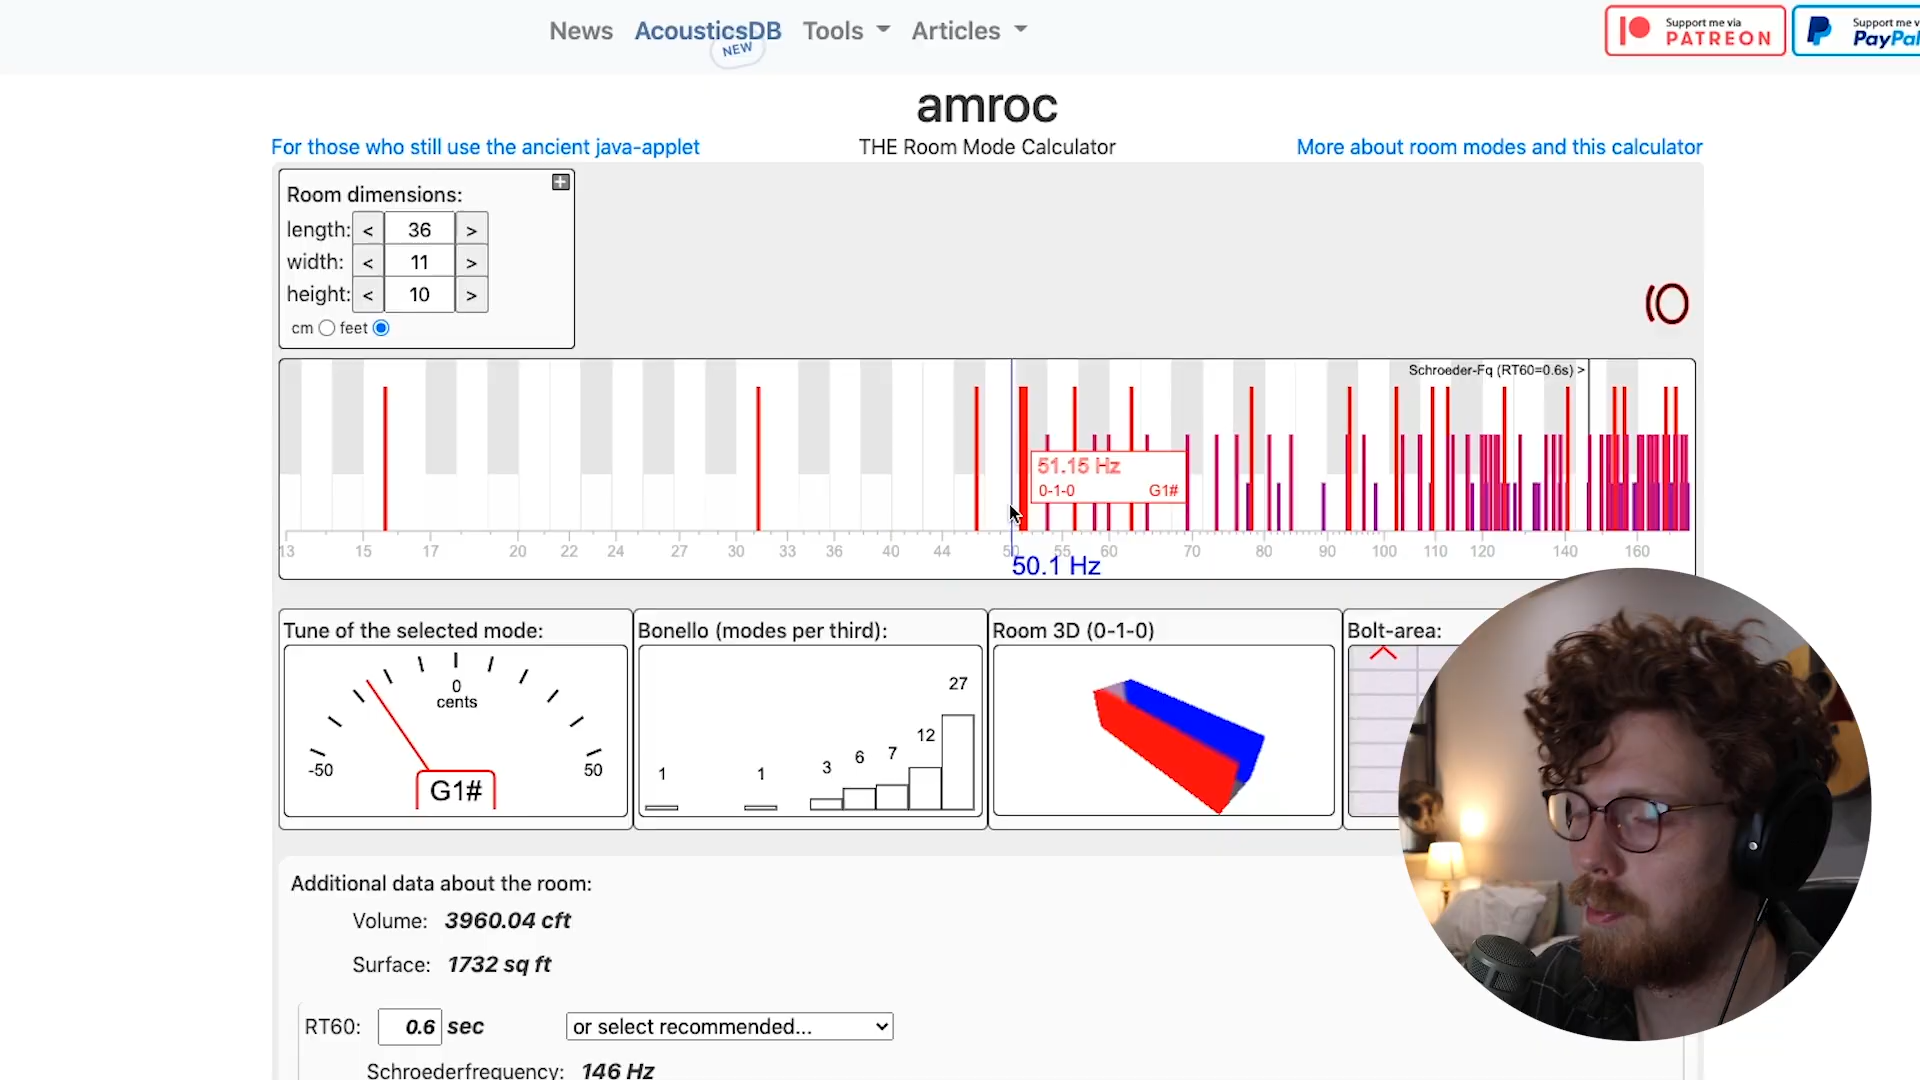 News AcousticsDB Tools Articles
NEW
Support me via
PATREON
Support me v
PayPal
amroc
For those who still use the ancient java-applet
THE Room Mode Calculator
More about room modes and this calculator
Room dimensions:
length: < 36 >
width: < 11 >
height: < 10 >
cm feet
Schroeder-Fq (RT60=0.6s) >
51.15 Hz
0-1-0 G1#
13 15 17 20 22 24 27 30 33 36 40 44 50 55 60 70 80 90 100 110 120 140 160
50.1 Hz
Tune of the selected mode:
0
cents
-50 50
G1#
Bonello (modes per third):
1 1 3 6 7 12 27
Room 3D (0-1-0)
Bolt-area:
Additional data about the room:
Volume: 3960.04 cft
Surface: 1732 sq ft
RT60: 0.6 sec or select recommended...
Schroederfrequency: 146 Hz